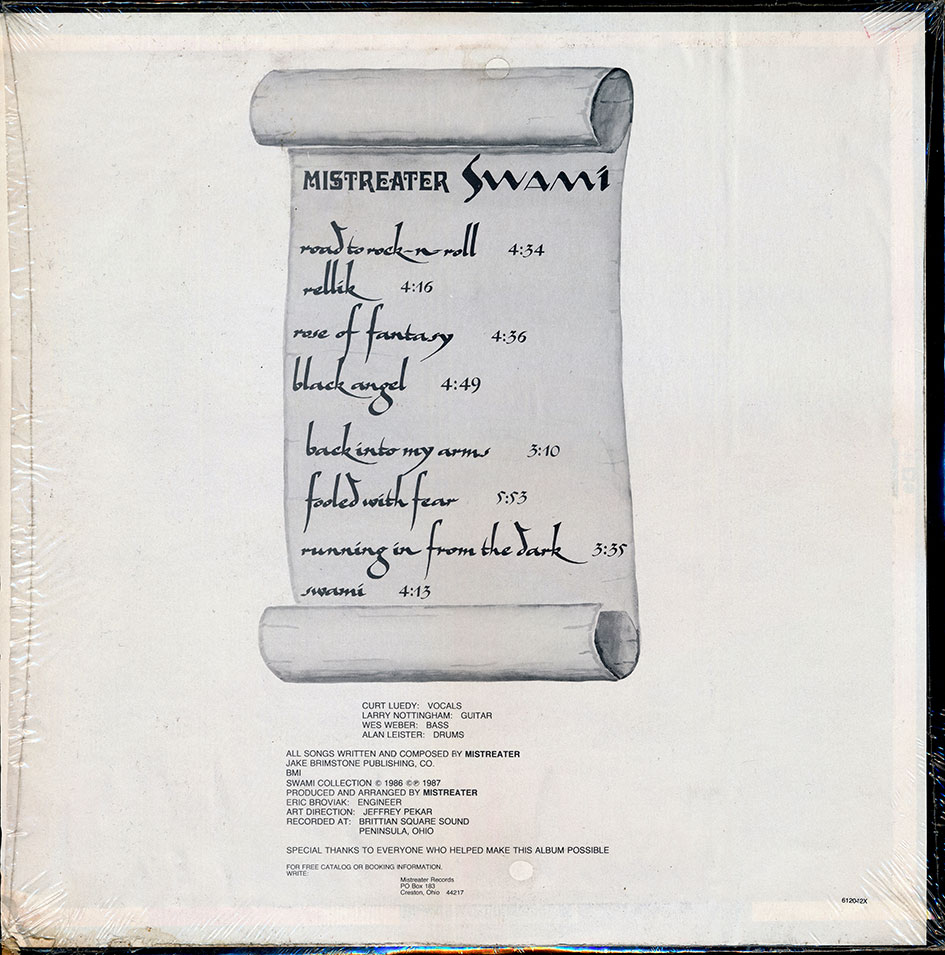 MISTREATER Swami
road to rock-n-roll 4:34
rellik 4:16
rose of fantasy 4:36
black angel 4:49
back into my arms 3:10
fooled with fear 5:53
running in from the dark 3:35
swami 4:13
CURT LUEDY: VOCALS
LARRY NOTTINGHAM: GUITAR
WES WEBER: BASS
ALAN LEISTER: DRUMS
ALL SONGS WRITTEN AND COMPOSED BY MISTREATER
JAKE BRIMSTONE PUBLISHING, CO.
BMI
SWAMI COLLECTION © 1986 ©℗ 1987
PRODUCED AND ARRANGED BY MISTREATER
ERIC BROVIAK: ENGINEER
ART DIRECTION: JEFFREY PEKAR
RECORDED AT: BRITTIAN SQUARE SOUND
PENINSULA, OHIO
SPECIAL THANKS TO EVERYONE WHO HELPED MAKE THIS ALBUM POSSIBLE
FOR FREE CATALOG OR BOOKING INFORMATION,
WRITE:
Mistreater Records
PO Box 183
Creston, Ohio 44217
612042X